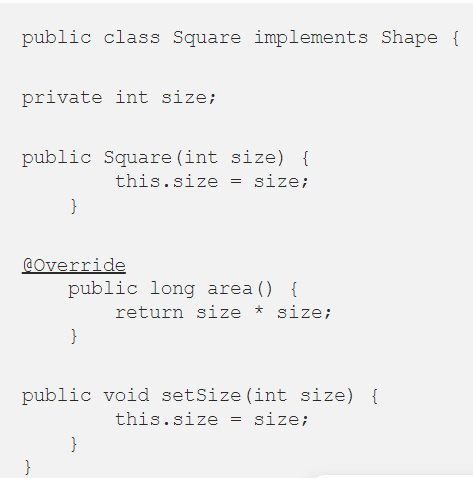 public class Square implements Shape {
private int size;
public Square(int size) {
this.size = size;
}
@Override
public long area() {
return size * size;
}
public void setSize(int size) {
this.size = size;
}
}